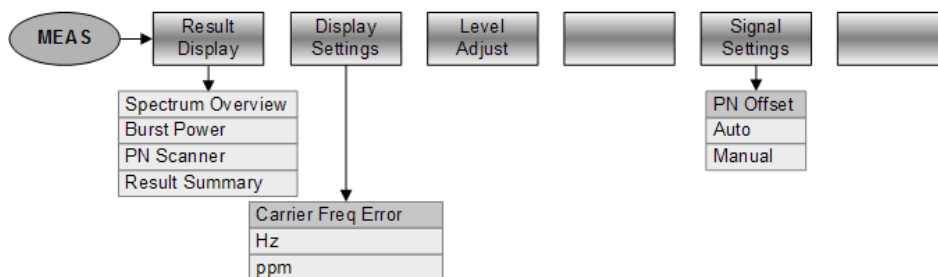 MEAS
Result
Display
Display
Settings
Level
Adjust
Signal
Settings
Spectrum Overview
Burst Power
PN Scanner
Result Summary
PN Offset
Auto
Manual
Carrier Freq Error
Hz
ppm